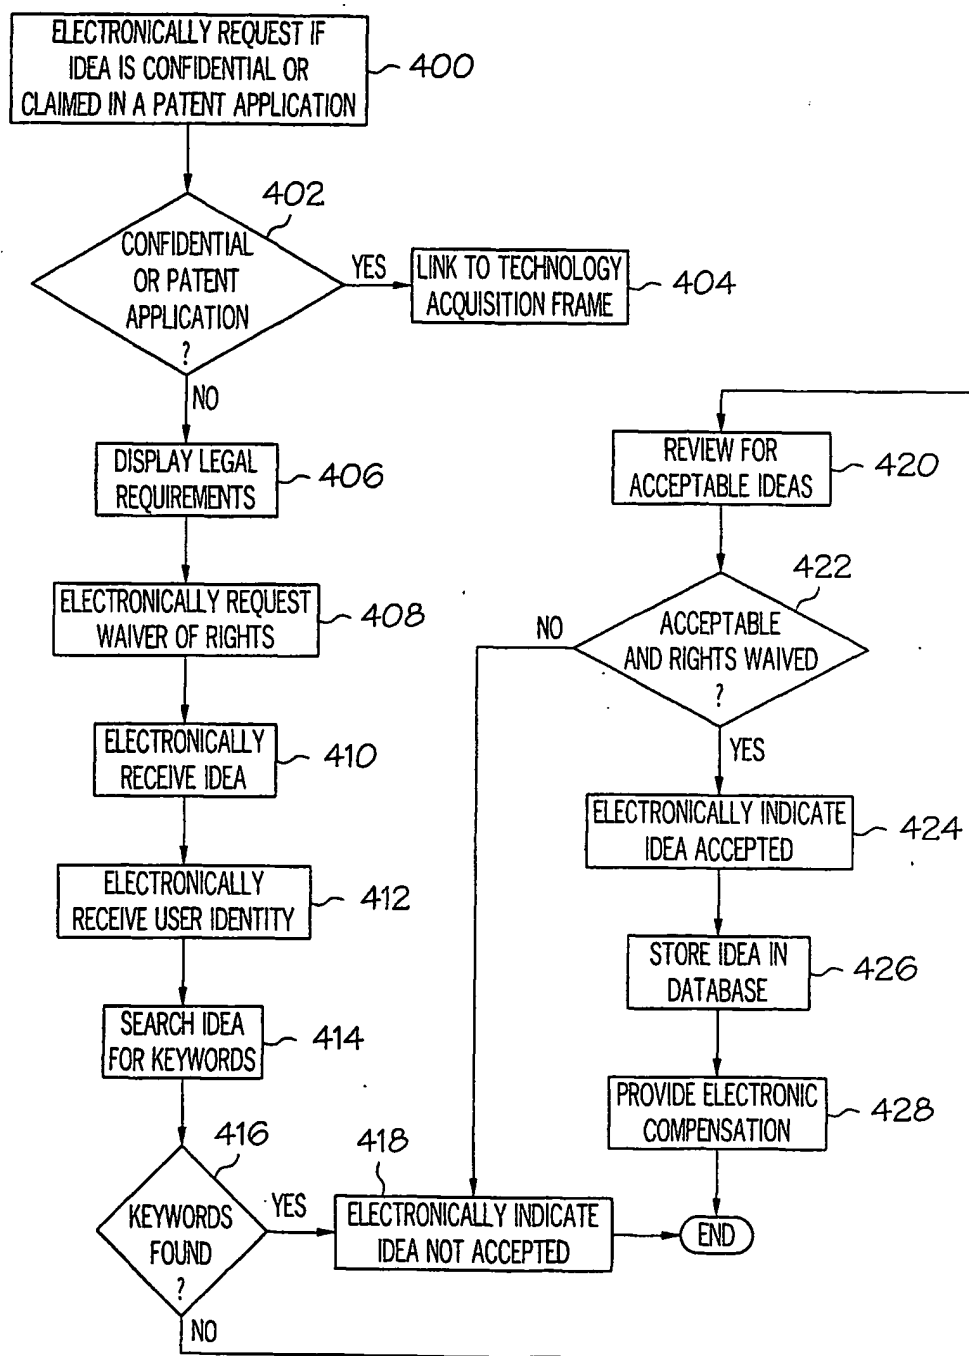 ELECTRONICALLY REQUEST IF
IDEA IS CONFIDENTIAL OR
CLAIMED IN A PATENT APPLICATION
400
402
CONFIDENTIAL
OR PATENT
APPLICATION
?
YES
LINK TO TECHNOLOGY
ACQUISITION FRAME
404
NO
DISPLAY LEGAL
REQUIREMENTS
406
ELECTRONICALLY REQUEST
WAIVER OF RIGHTS
408
ELECTRONICALLY
RECEIVE IDEA
410
ELECTRONICALLY
RECEIVE USER IDENTITY
412
SEARCH IDEA
FOR KEYWORDS
414
416
KEYWORDS
FOUND
?
YES
NO
418
ELECTRONICALLY INDICATE
IDEA NOT ACCEPTED
REVIEW FOR
ACCEPTABLE IDEAS
420
422
ACCEPTABLE
AND RIGHTS WAIVED
?
NO
YES
ELECTRONICALLY INDICATE
IDEA ACCEPTED
424
STORE IDEA IN
DATABASE
426
PROVIDE ELECTRONIC
COMPENSATION
428
END